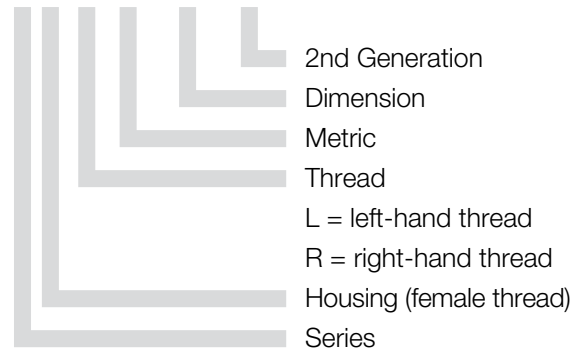 2nd Generation
Dimension
Metric
Thread
L = left-hand thread
R = right-hand thread
Housing (female thread)
Series